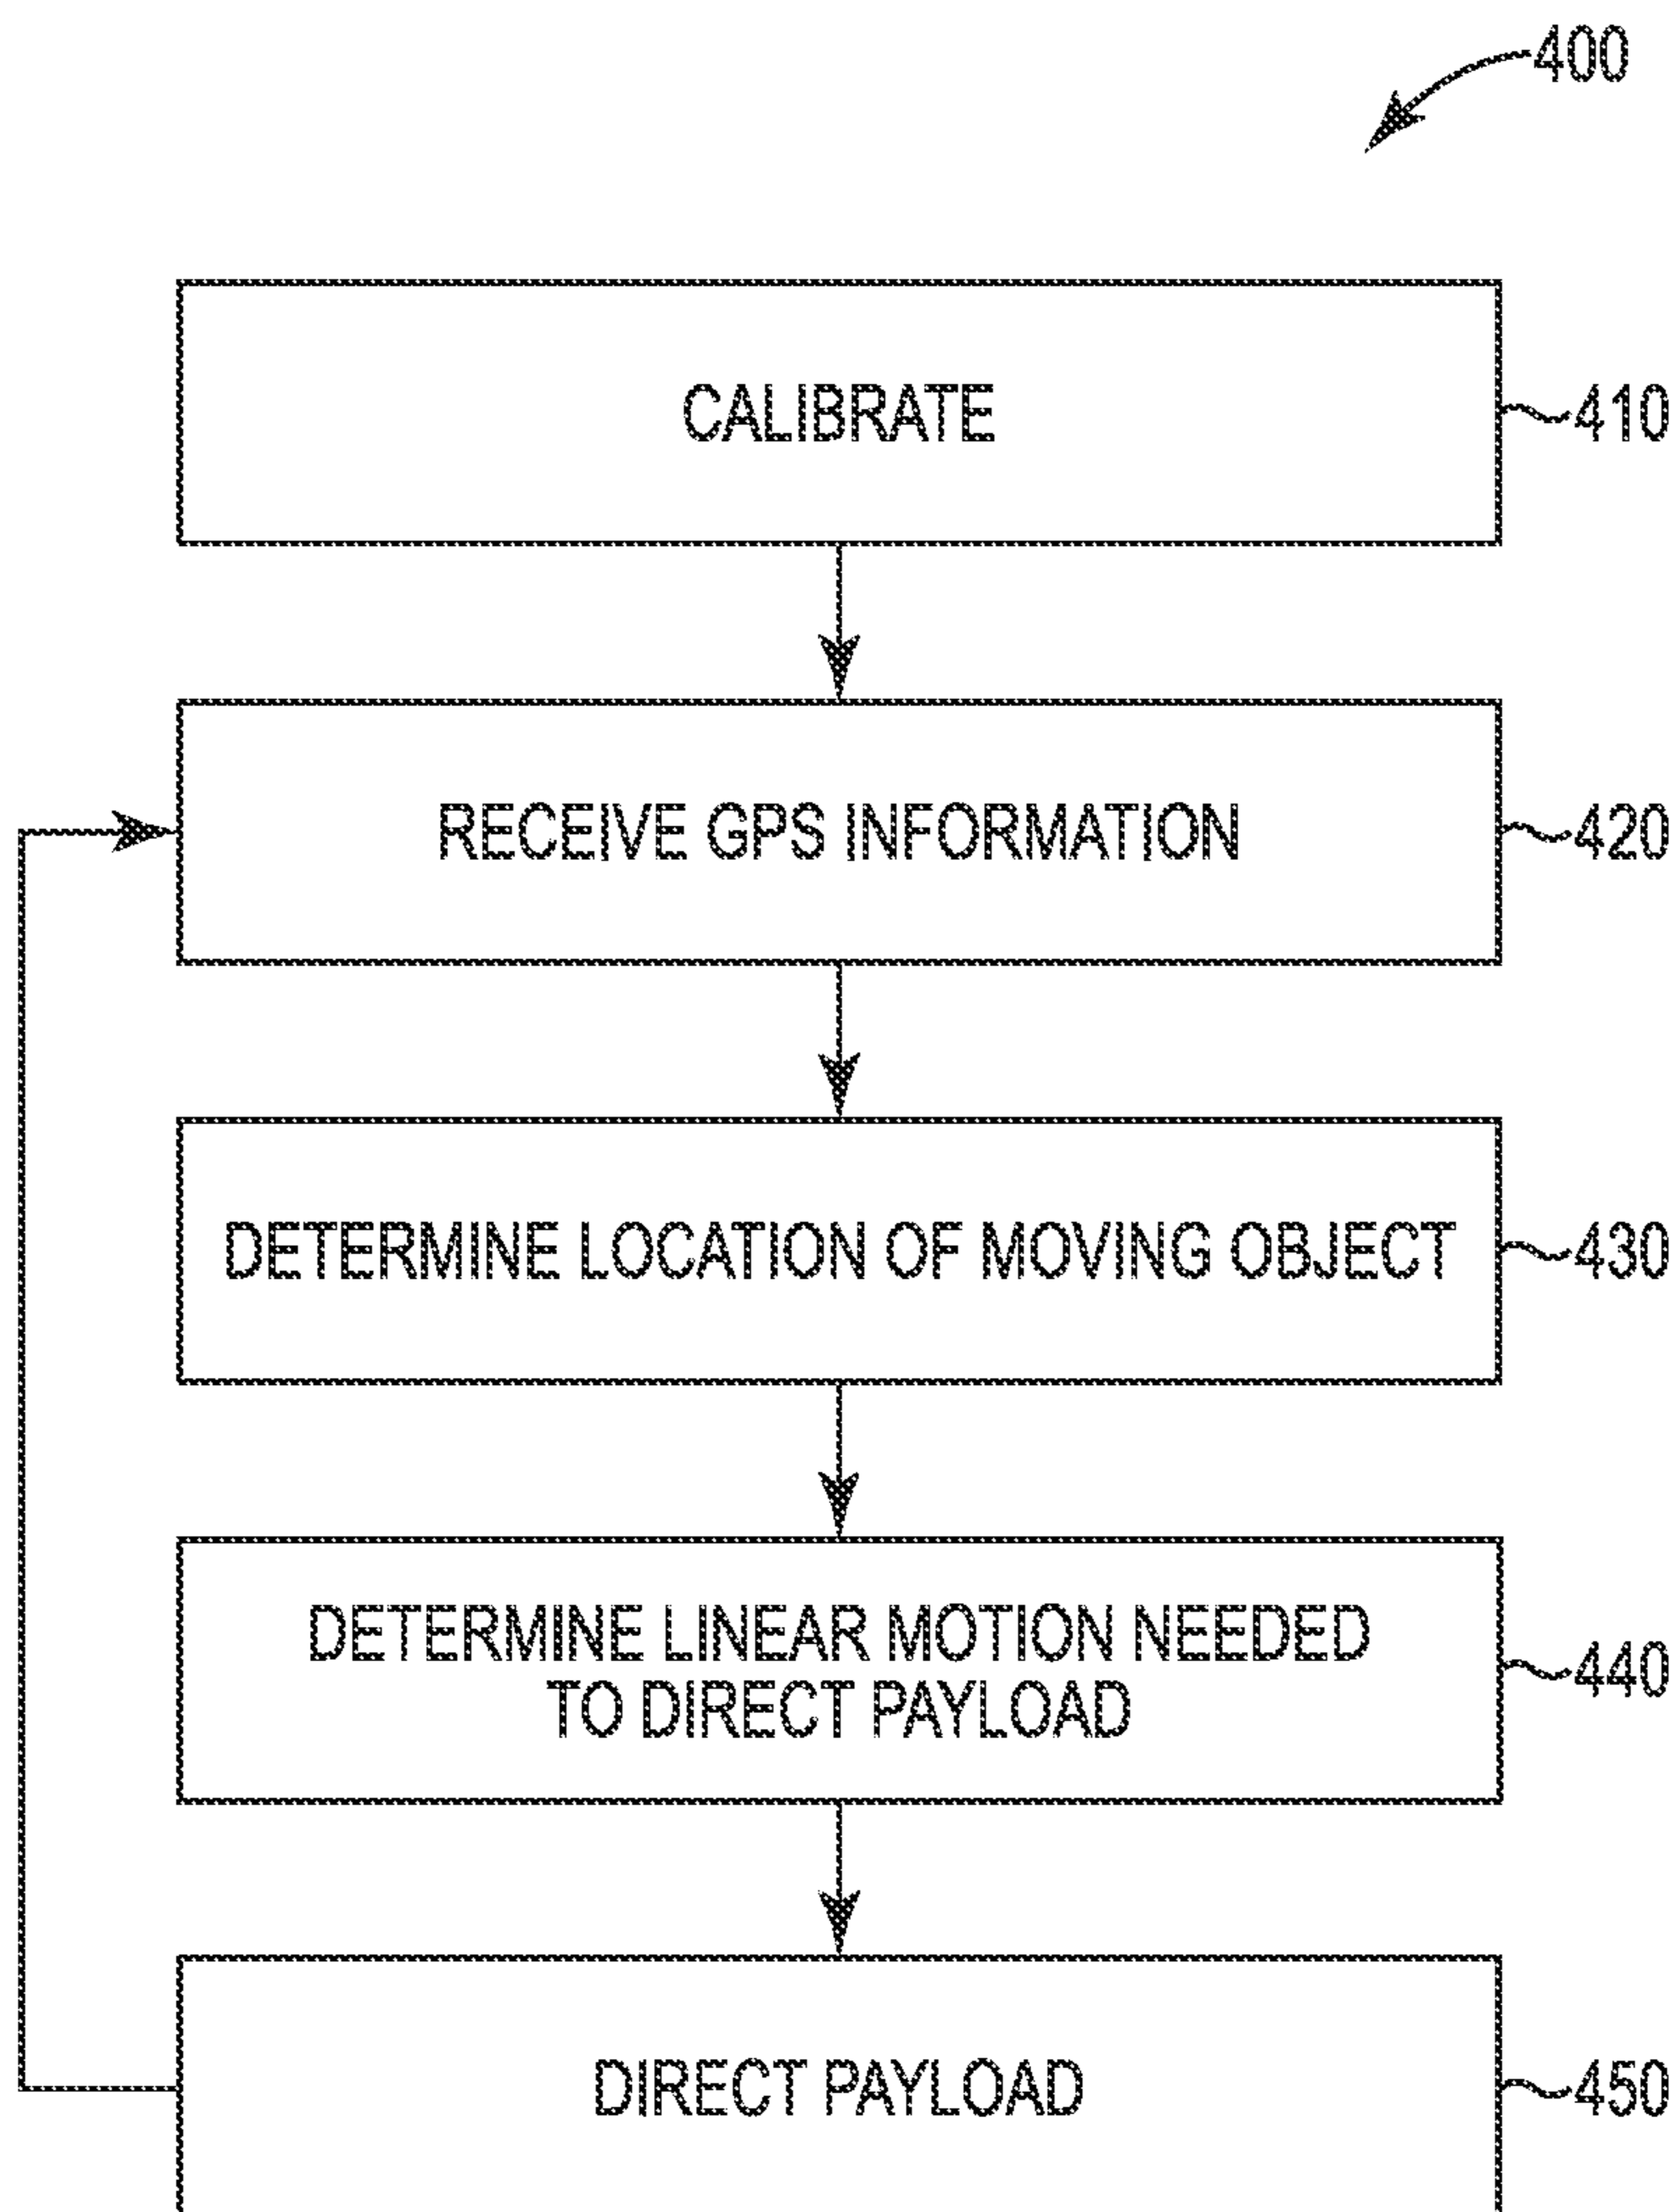 400
CALIBRATE
410
RECEIVE GPS INFORMATION
420
DETERMINE LOCATION OF MOVING OBJECT
430
DETERMINE LINEAR MOTION NEEDED
TO DIRECT PAYLOAD
440
DIRECT PAYLOAD
450